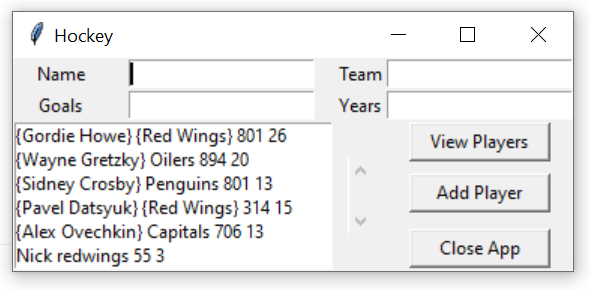 Hockey
Name Team
Goals Years
{Gordie Howe} {Red Wings} 801 26
{Wayne Gretzky} Oilers 894 20
{Sidney Crosby} Penguins 801 13
{Pavel Datsyuk} {Red Wings} 314 15
{Alex Ovechkin} Capitals 706 13
Nick redwings 55 3
View Players
Add Player
Close App